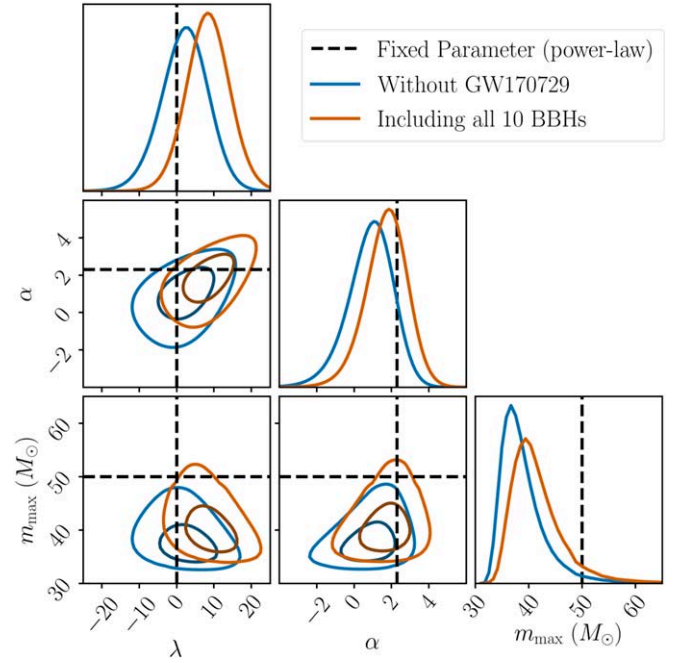 Fixed Parameter (power-law)
Without GW170729
Including all 10 BBHs
α
4
2
0
−2
m_max (M_⊙)
60
50
40
30
−20
−10
0
10
20
λ
−2
0
2
4
α
30
40
50
60
m_max (M_⊙)